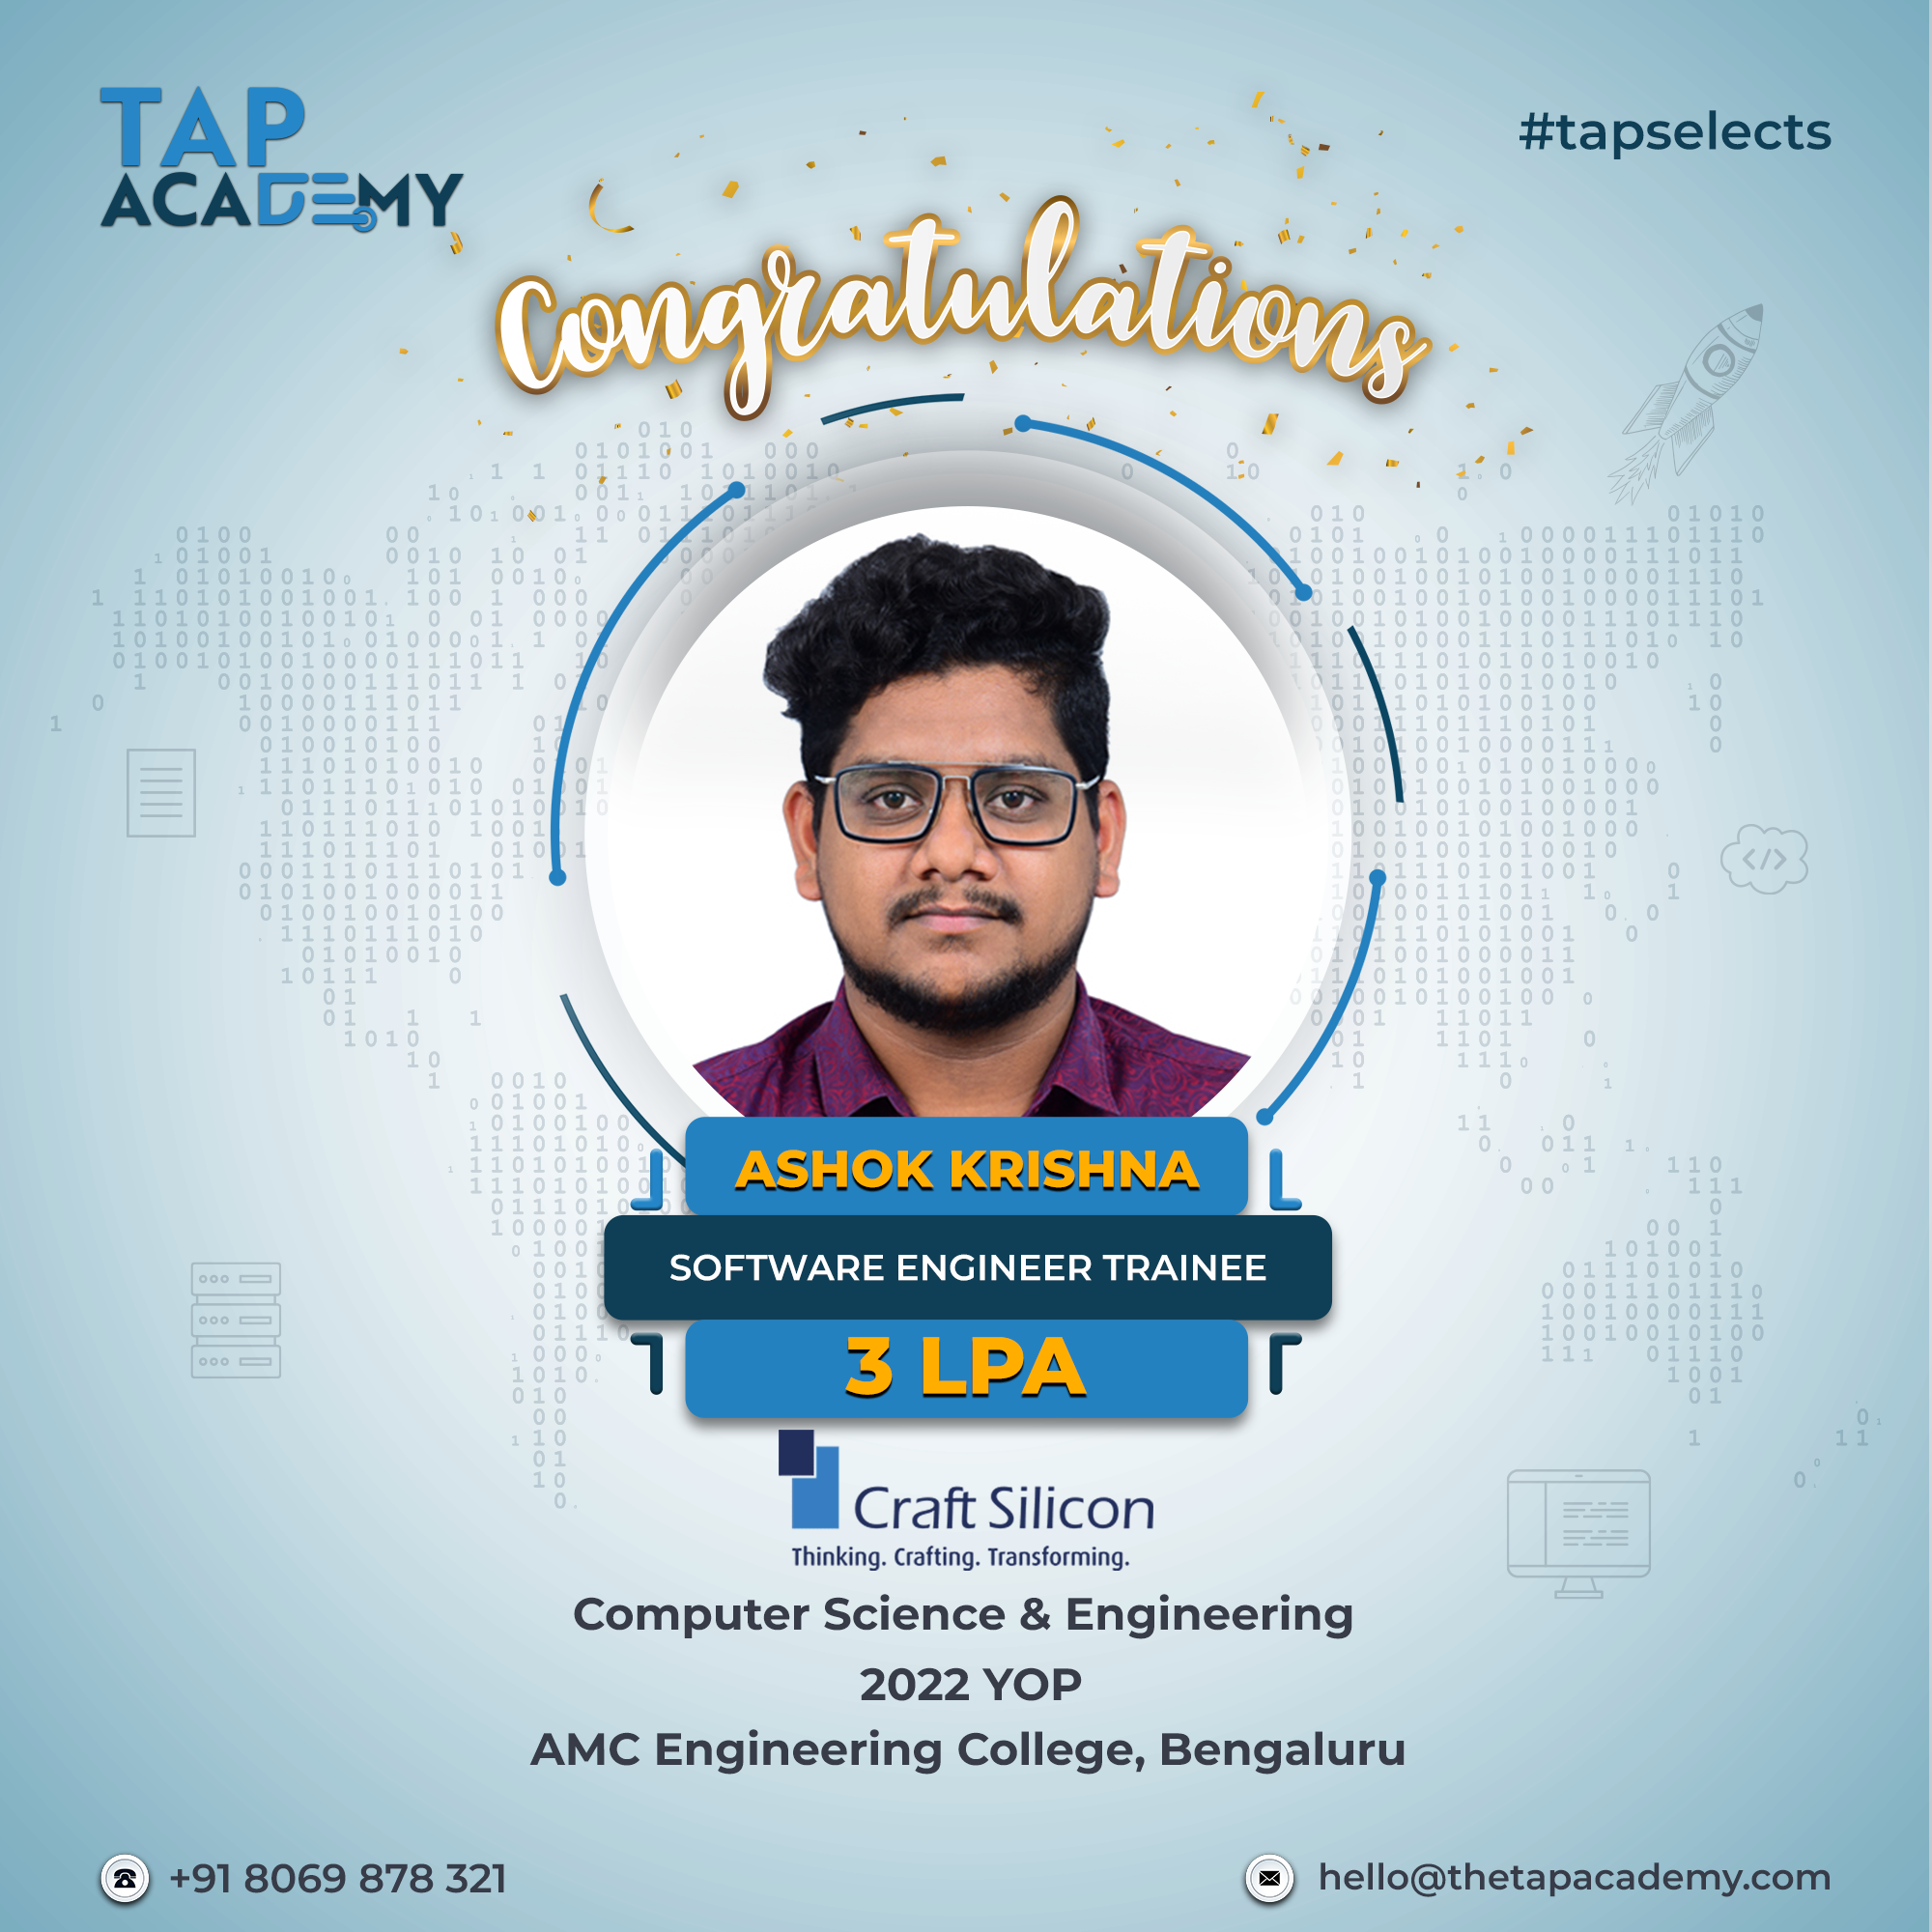 TAP
ACADEMY
#tapselects
Congratulations
ASHOK KRISHNA
SOFTWARE ENGINEER TRAINEE
3 LPA
Craft Silicon
Thinking. Crafting. Transforming.
Computer Science & Engineering
2022 YOP
AMC Engineering College, Bengaluru
+91 8069 878 321
hello@thetapacademy.com